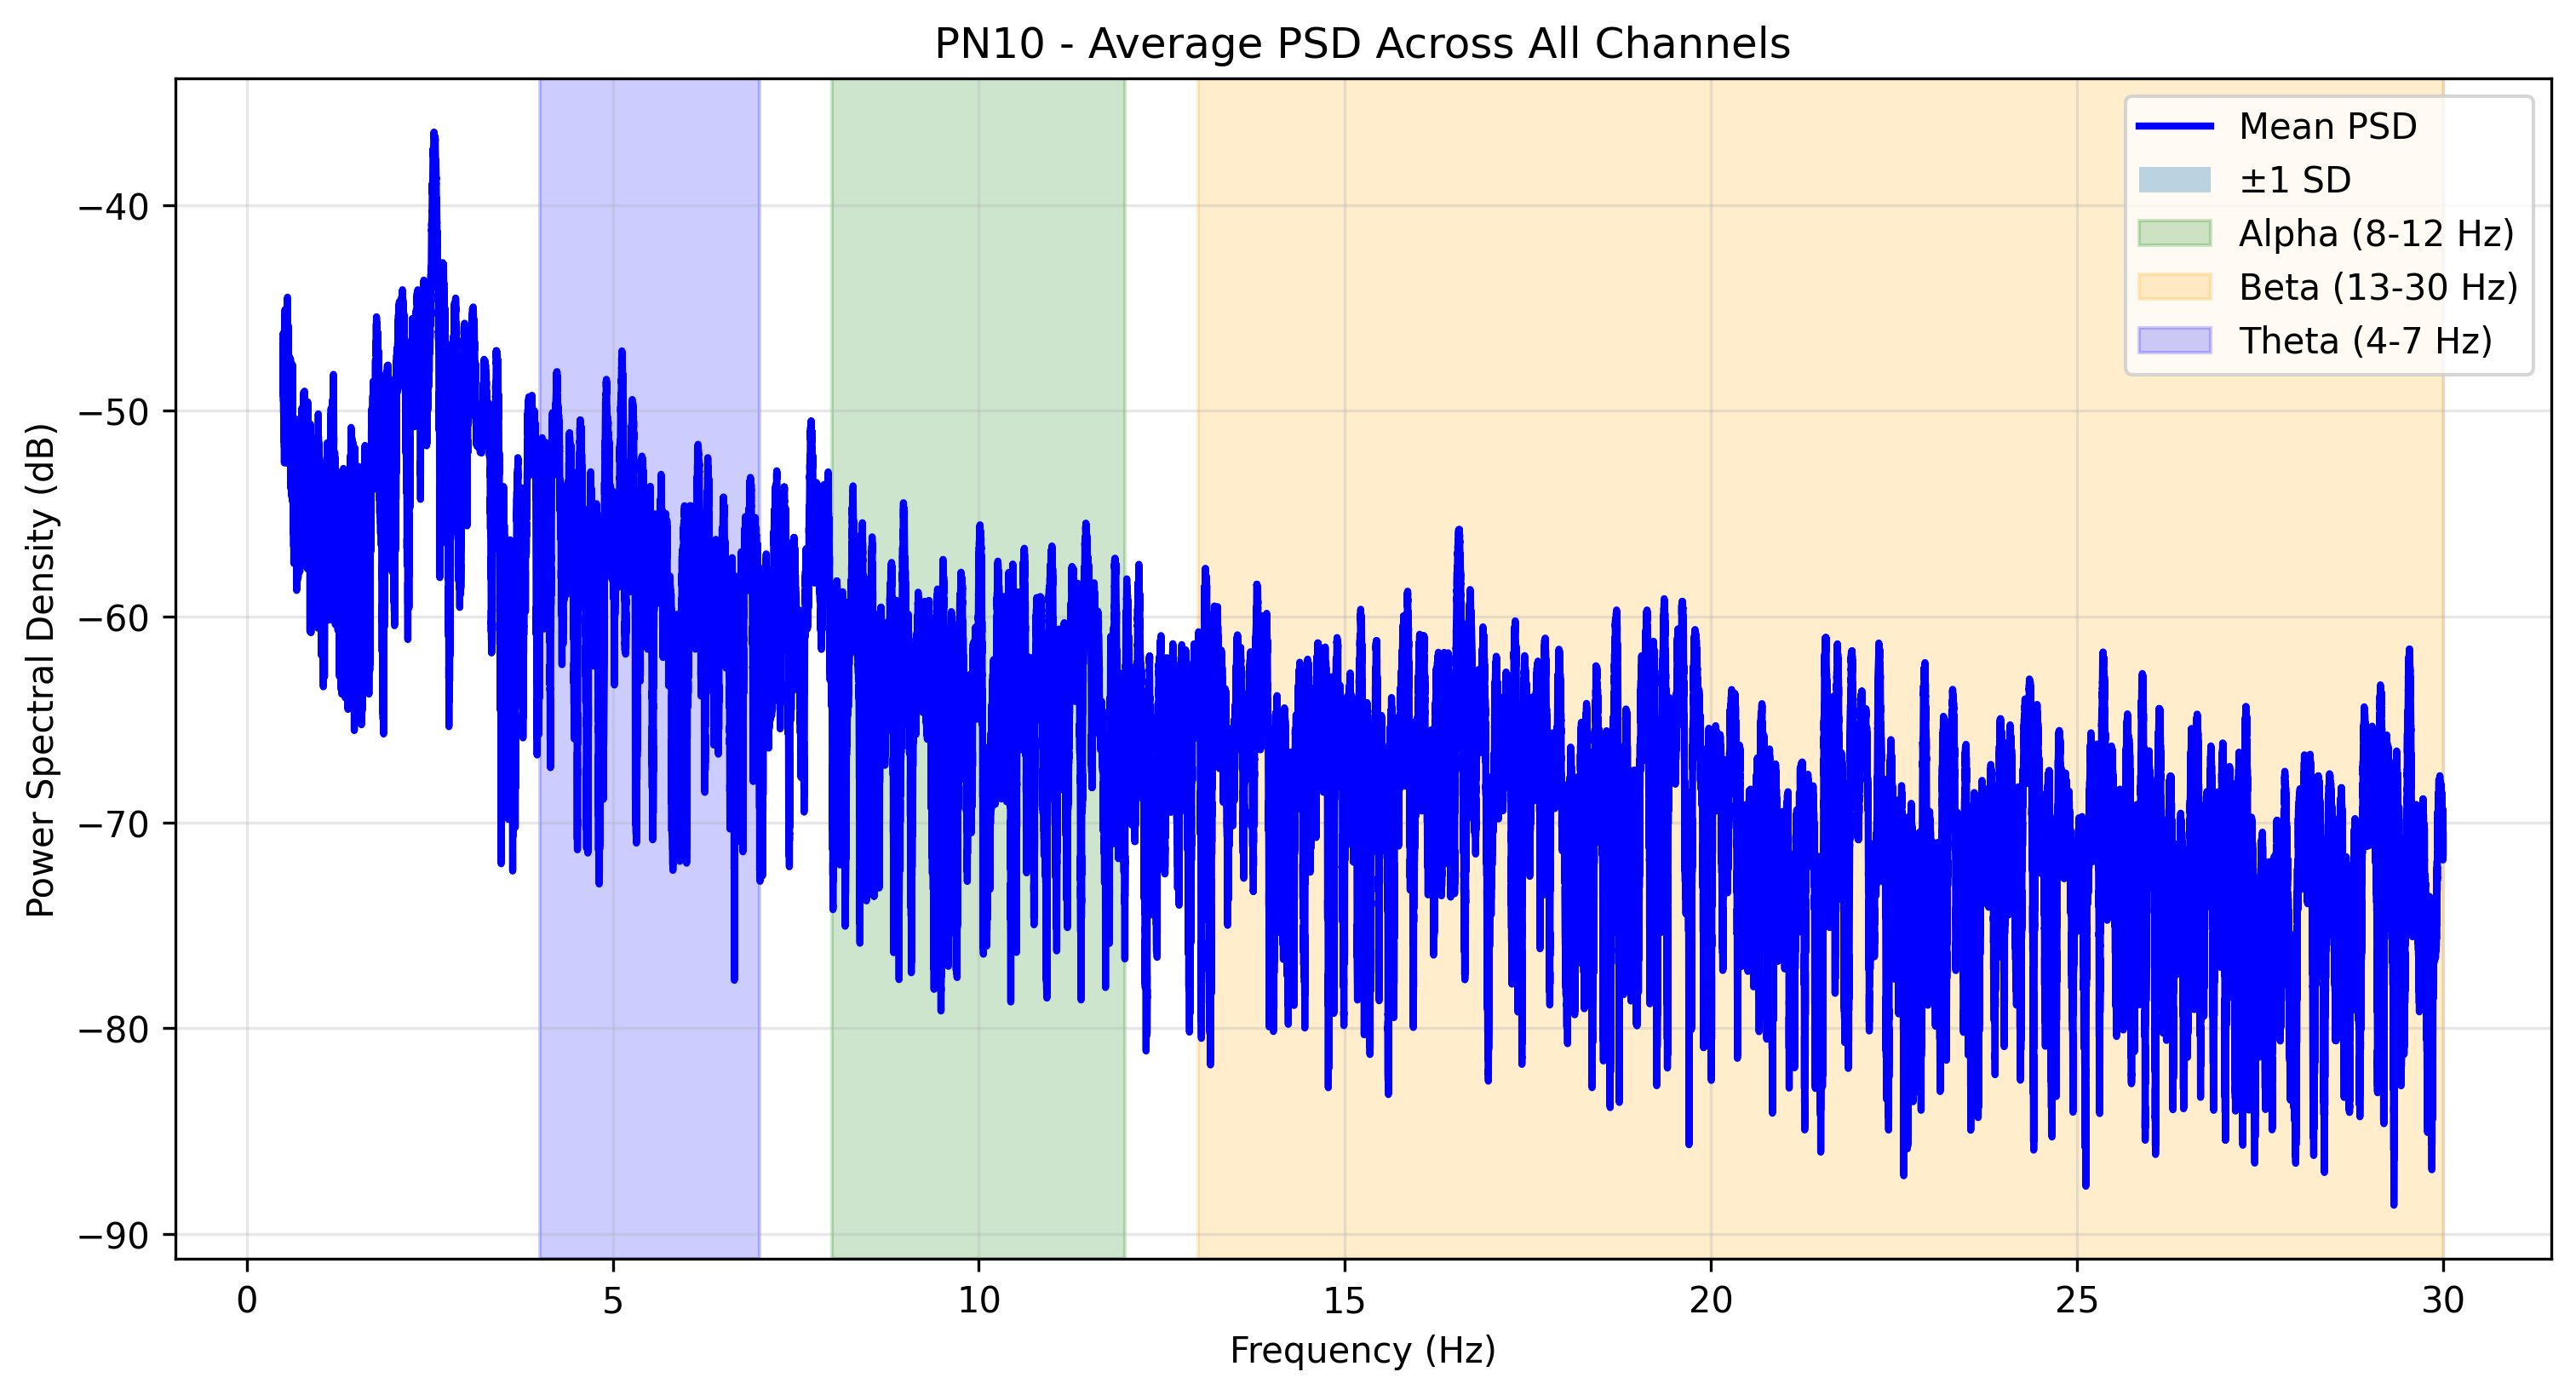 PN10 - Average PSD Across All Channels
Power Spectral Density (dB)
−40
−50
−60
−70
−80
−90
Mean PSD
±1 SD
Alpha (8-12 Hz)
Beta (13-30 Hz)
Theta (4-7 Hz)
0 5 10 15 20 25 30
Frequency (Hz)